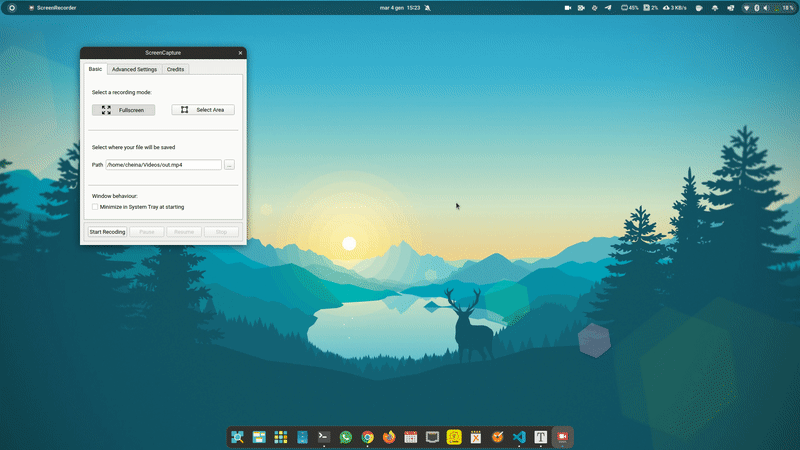 ScreenRecorder
mar 4 gen 15:23
45%
2%
3 KB/s
18 %
ScreenCapture
Basic
Advanced Settings
Credits
Select a recording mode:
Fullscreen
Select Area
Select where your file will be saved
Path
/home/cheina/Videos/out.mp4
...
Window behaviour:
Minimize in System Tray at starting
Start Recoding
Pause
Resume
Stop